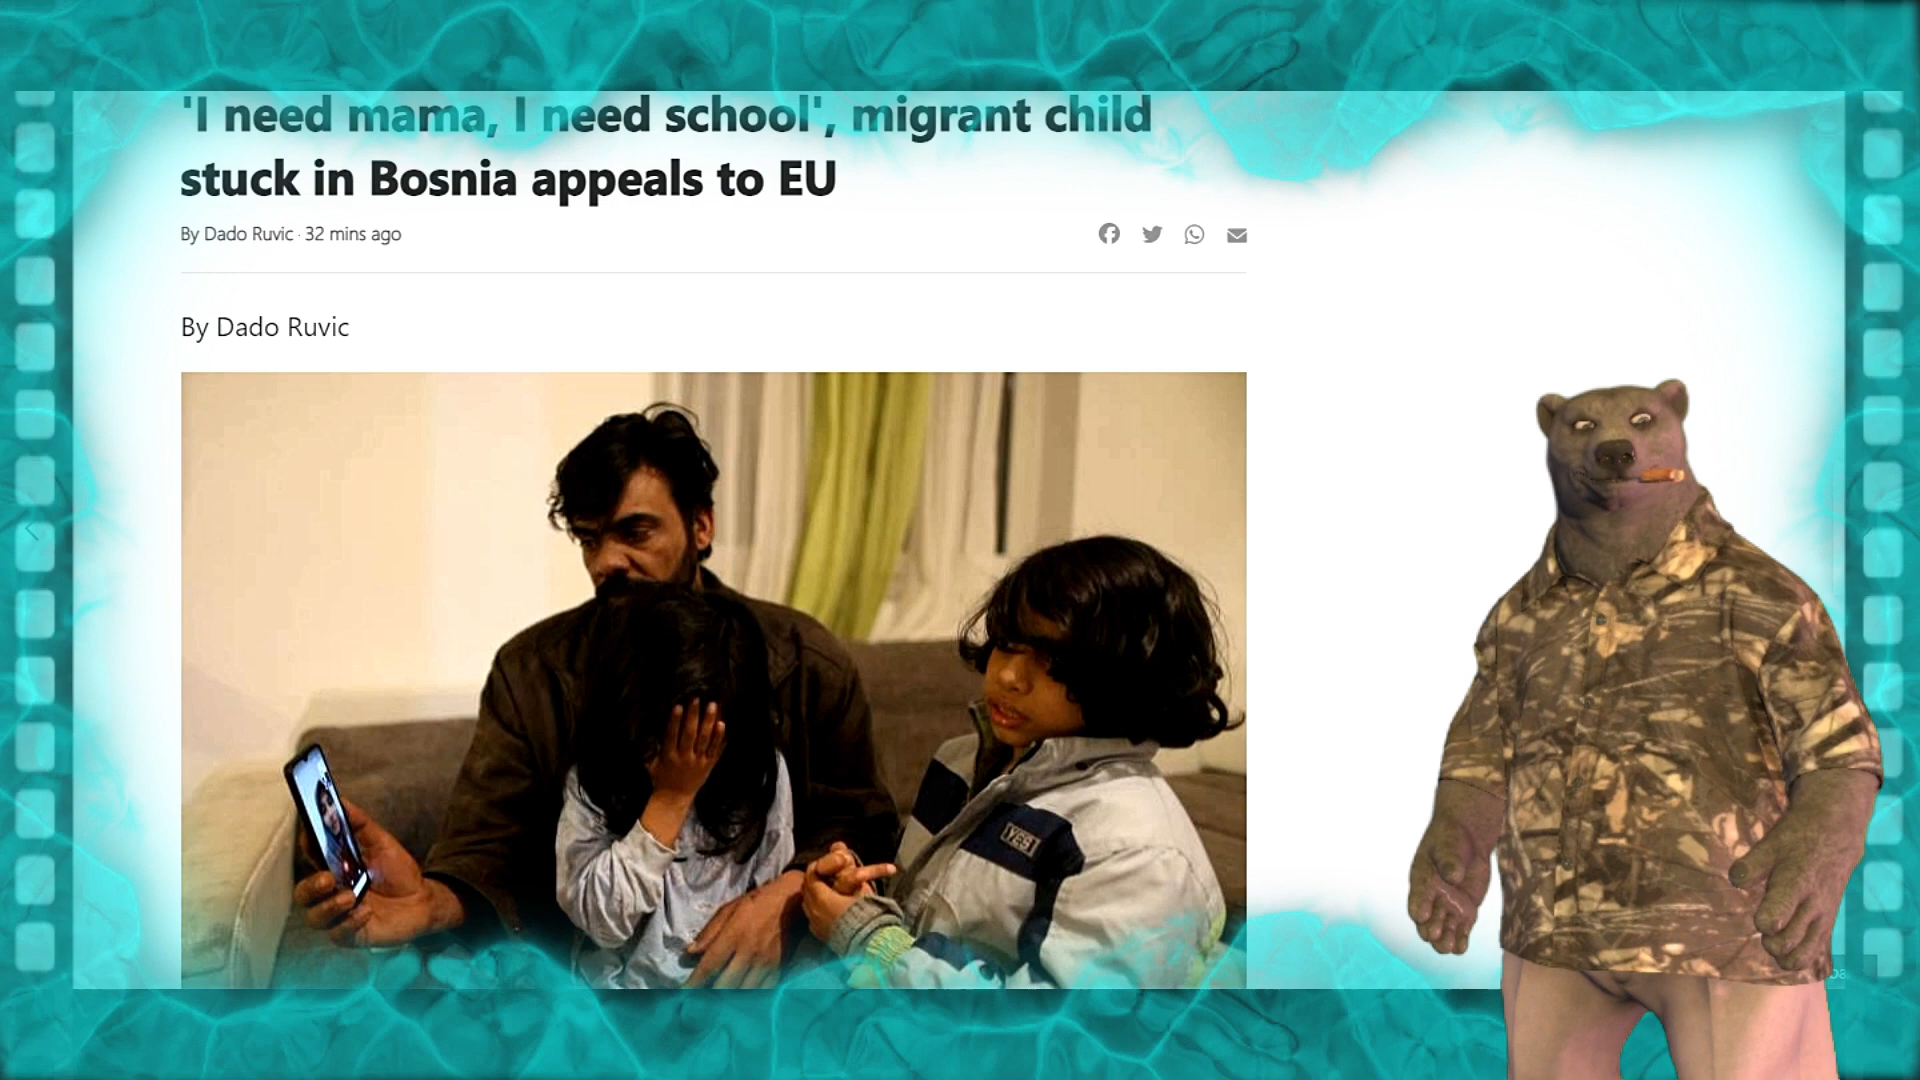 'I need mama, I need school', migrant child
stuck in Bosnia appeals to EU
By Dado Ruvic · 32 mins ago
By Dado Ruvic
YES!